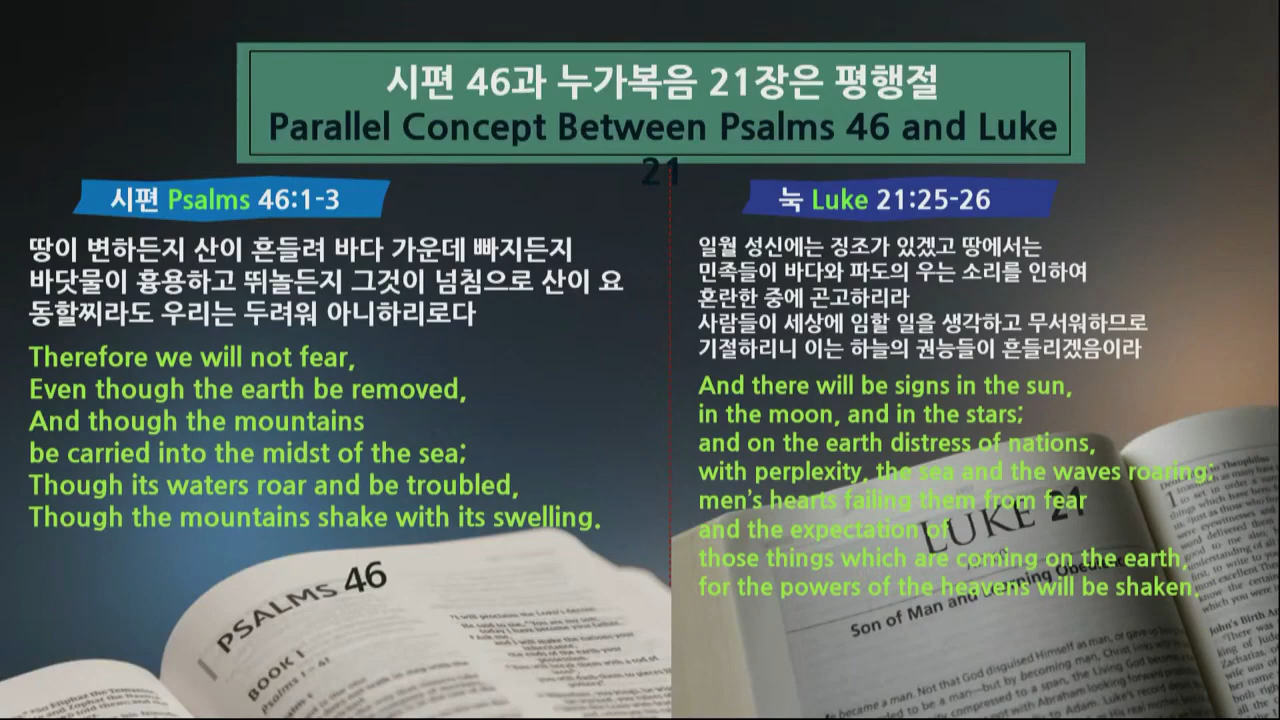 시편 46과 누가복음 21장은 평행절
Parallel Concept Between Psalms 46 and Luke
21
시편 Psalms 46:1-3
땅이 변하든지 산이 흔들려 바다 가운데 빠지든지
바닷물이 흉용하고 뛰놀든지 그것이 넘침으로 산이 요
동할찌라도 우리는 두려워 아니하리로다
Therefore we will not fear,
Even though the earth be removed,
And though the mountains
be carried into the midst of the sea;
Though its waters roar and be troubled,
Though the mountains shake with its swelling.
PSALMS 46
BOOK I
Psalms 1-41
눅 Luke 21:25-26
일월 성신에는 징조가 있겠고 땅에서는
민족들이 바다와 파도의 우는 소리를 인하여
혼란한 중에 곤고하리라
사람들이 세상에 임할 일을 생각하고 무서워하므로
기절하리니 이는 하늘의 권능들이 흔들리겠음이라
And there will be signs in the sun,
in the moon, and in the stars;
and on the earth distress of nations,
with perplexity, the sea and the waves roaring;
men's hearts failing them from fear
and the expectation of
those things which are coming on the earth,
for the powers of the heavens will be shaken.
LUKE 21
Son of Man and
John's Birth